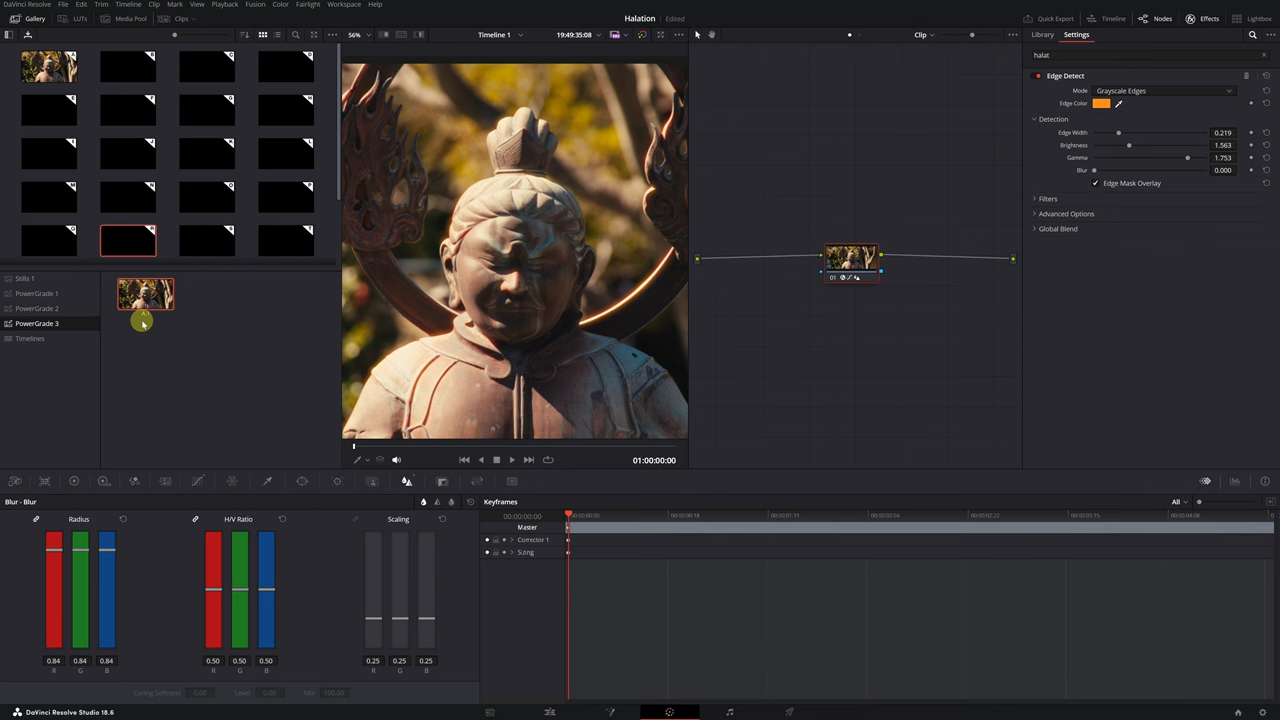 DaVinci Resolve File Edit Trim Timeline Clip Mark View Playback Fusion Color Fairlight Workspace Help
Gallery LUTs Media Pool Clips Halation Edited Quick Export Timeline Nodes Effects Lightbox
56% Timeline 1 19:49:35:08 Clip Library Settings
halat
Edge Detect
Mode Grayscale Edges
Edge Color
Detection
Edge Width 0.219
Brightness 1.563
Gamma 1.753
Blur 0.000
Edge Mask Overlay
Filters
Advanced Options
Global Blend
A B C D
E F G H
I J K L
M N O P
Q R S T
01
Stills 1
PowerGrade 1
PowerGrade 2
PowerGrade 3
Timelines
01:00:00:00
Blur - Blur Keyframes All
Radius H/V Ratio Scaling
00:00:00:00 00:00:00:00 00:00:00:18 00:00:01:11 00:00:02:04 00:00:02:22 00:00:03:15 00:00:04:08
Master
Corrector 1
Sizing
0.84 0.84 0.84 0.50 0.50 0.50 0.25 0.25 0.25
R G B R G B R G B
Coring Softness 0.00 Level 0.00 Mix 100.00
DaVinci Resolve Studio 18.6